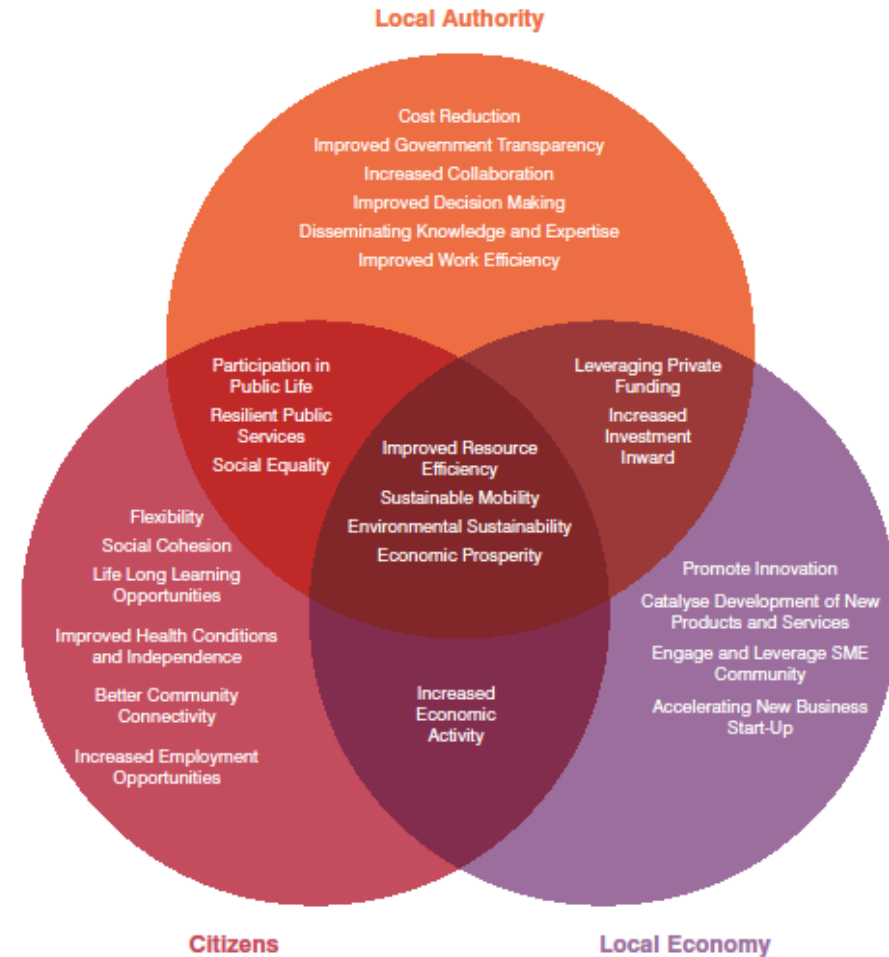 Local Authority
Cost Reduction
Improved Government Transparency
Increased Collaboration
Improved Decision Making
Disseminating Knowledge and Expertise
Improved Work Efficiency
Participation in
Public Life
Resilient Public
Services
Social Equality
Leveraging Private
Funding
Increased
Investment
Inward
Improved Resource
Efficiency
Sustainable Mobility
Environmental Sustainability
Economic Prosperity
Flexibility
Social Cohesion
Life Long Learning
Opportunities
Improved Health Conditions
and Independence
Better Community
Connectivity
Increased Employment
Opportunities
Increased
Economic
Activity
Promote Innovation
Catalyse Development of New
Products and Services
Engage and Leverage SME
Community
Accelerating New Business
Start-Up
Citizens
Local Economy